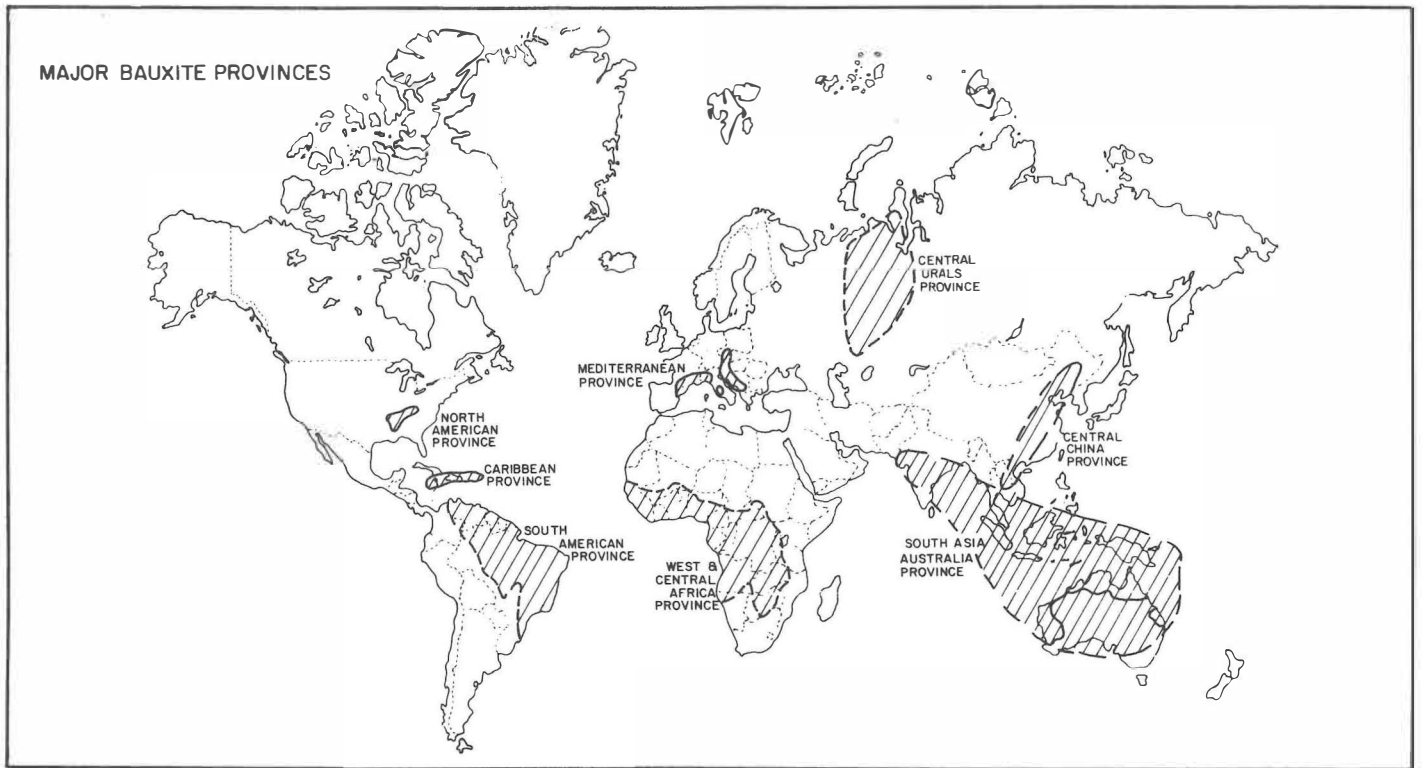 MAJOR BAUXITE PROVINCES
CENTRAL
URALS
PROVINCE
MEDITERRANEAN
PROVINCE
NORTH
AMERICAN
PROVINCE
CENTRAL
CHINA
PROVINCE
CARIBBEAN
PROVINCE
SOUTH
AMERICAN
PROVINCE
WEST &
CENTRAL
AFRICA
PROVINCE
SOUTH ASIA
AUSTRALIA
PROVINCE